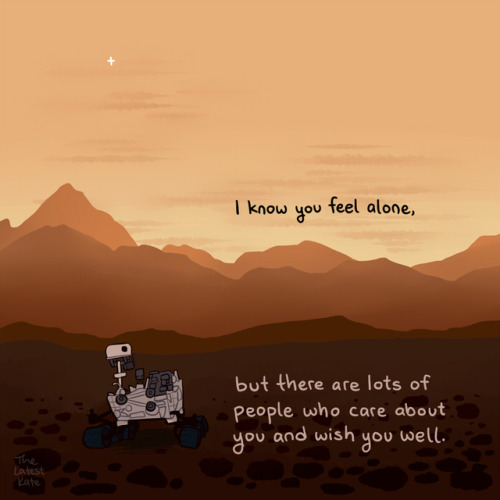 I know you feel alone,
but there are lots of
people who care about
you and wish you well.
The
Latest
Kate